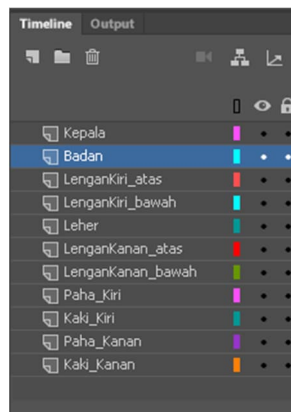 Timeline Output
Kepala
Badan
LenganKiri_atas
LenganKiri_bawah
Leher
LenganKanan_atas
LenganKanan_bawah
Paha_Kiri
Kaki_Kiri
Paha_Kanan
Kaki_Kanan